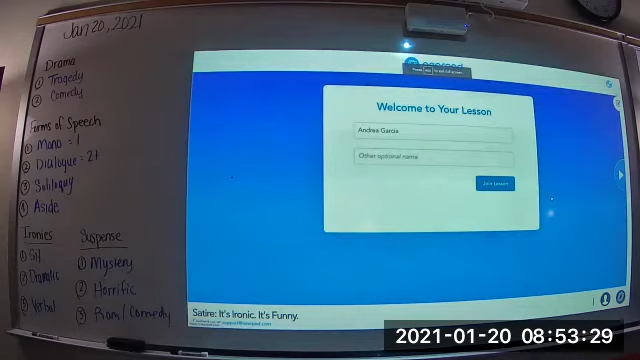 Jan 20, 2021
Drama
① Tragedy
② Comedy
Forms of Speech
① Mono = 1
② Dialogue = 2+
③ Soliloquy
④ Aside
Ironies
① Sit
② Dramatic
③ Verbal
Suspense
① Mystery
② Horrific
③ Rom/Comedy
Welcome to Your Lesson
Andrea Garcia
Other optional name
Join Lesson
Satire: It's Ironic. It's Funny.
2021-01-20 08:53:29